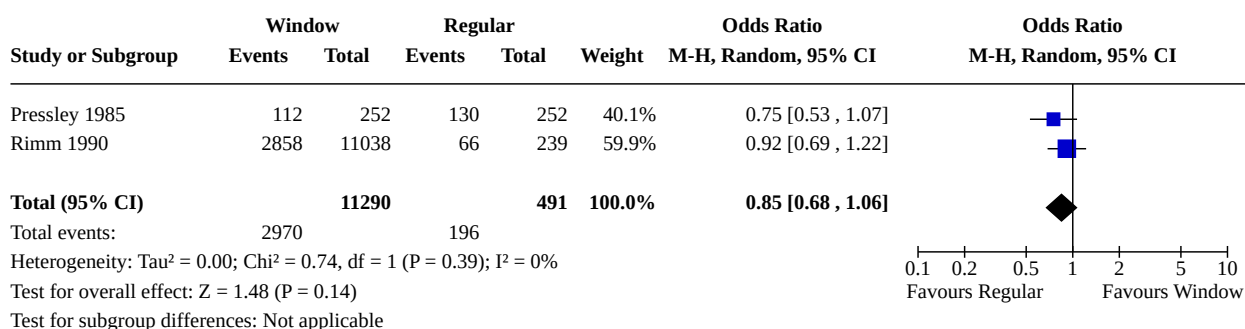 Window Regular Odds Ratio Odds Ratio
Study or Subgroup Events Total Events Total Weight M-H, Random, 95% CI M-H, Random, 95% CI
Pressley 1985 112 252 130 252 40.1% 0.75 [0.53 , 1.07]
Rimm 1990 2858 11038 66 239 59.9% 0.92 [0.69 , 1.22]
Total (95% CI) 11290 491 100.0% 0.85 [0.68 , 1.06]
Total events: 2970 196
Heterogeneity: Tau² = 0.00; Chi² = 0.74, df = 1 (P = 0.39); I² = 0%
0.1 0.2 0.5 1 2 5 10
Test for overall effect: Z = 1.48 (P = 0.14)
Favours Regular Favours Window
Test for subgroup differences: Not applicable